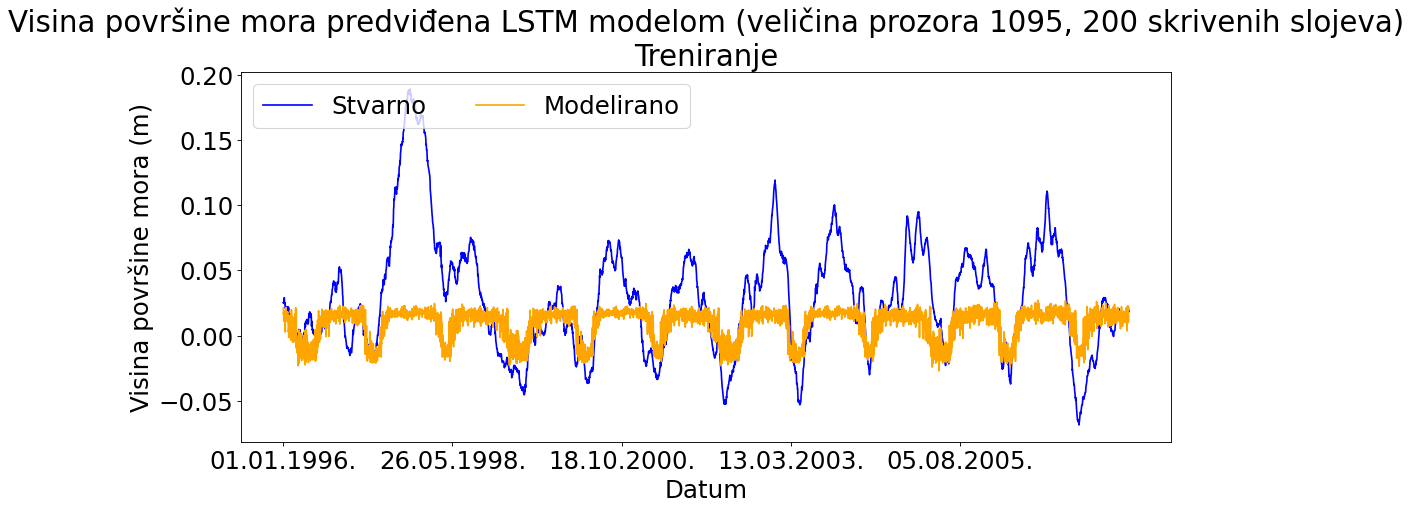 Visina površine mora predviđena LSTM modelom (veličina prozora 1095, 200 skrivenih slojeva)
Treniranje
Stvarno Modelirano
Visina površine mora (m)
0.20
0.15
0.10
0.05
0.00
−0.05
01.01.1996. 26.05.1998. 18.10.2000. 13.03.2003. 05.08.2005.
Datum